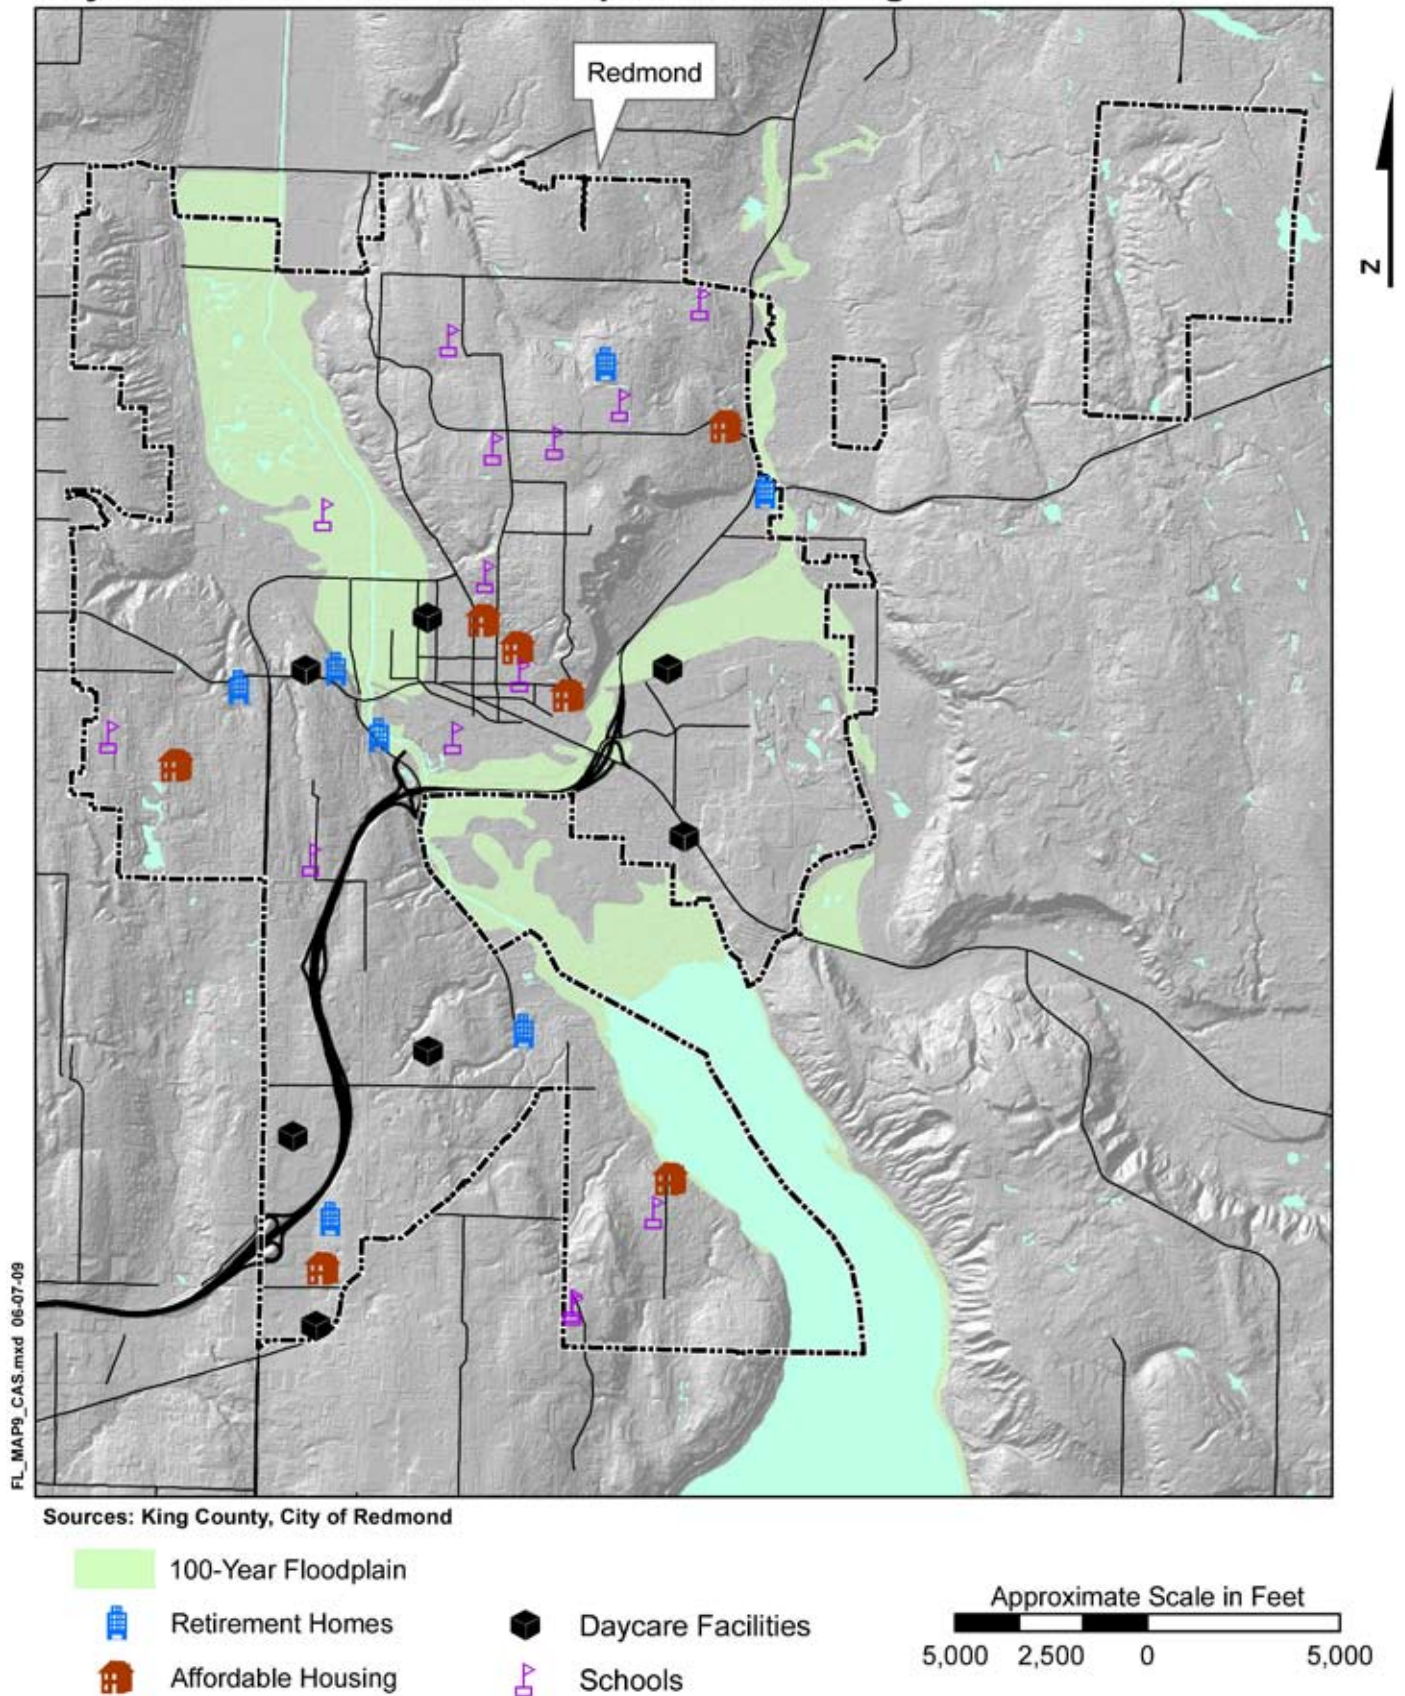 Redmond
N
FL_MAP9_CAS.mxd 06-07-09
Sources: King County, City of Redmond
100-Year Floodplain
Retirement Homes
Affordable Housing
Daycare Facilities
Schools
Approximate Scale in Feet
5,000 2,500 0 5,000